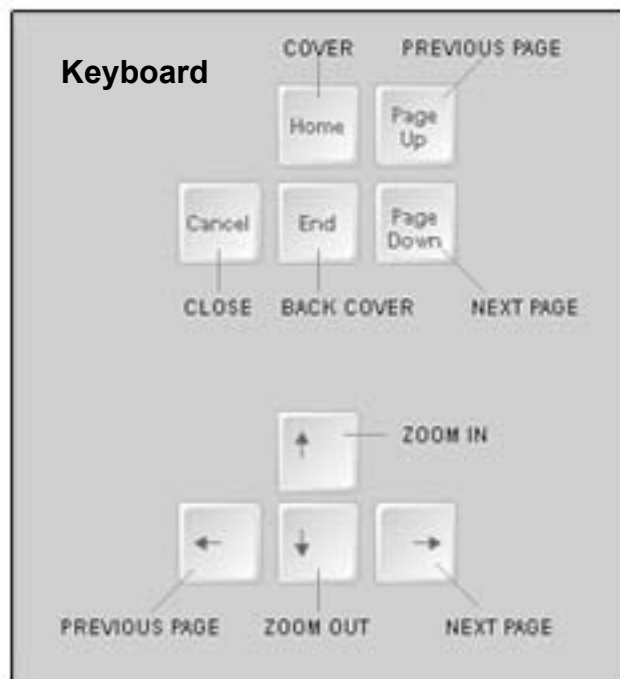 COVER PREVIOUS PAGE
Keyboard
Home Page Up
Cancel End Page Down
CLOSE BACK COVER NEXT PAGE
↑ ZOOM IN
← ↓ →
PREVIOUS PAGE ZOOM OUT NEXT PAGE